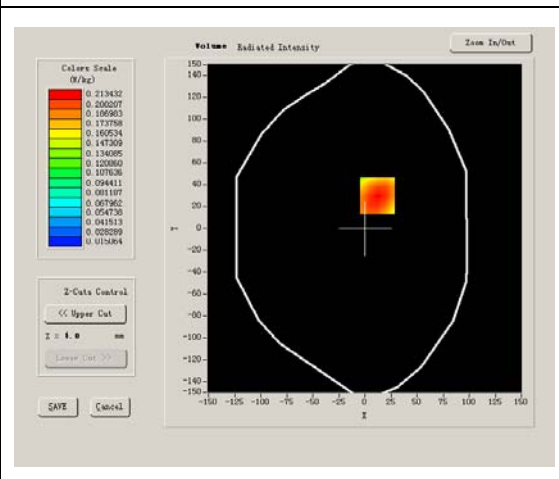 Volume Radiated Intensity
Zoom In/Out
Colors Scale
(W/kg)
0.213432
0.200207
0.186983
0.173758
0.160534
0.147309
0.134085
0.120860
0.107636
0.094411
0.081187
0.067962
0.054738
0.041513
0.028289
0.015064
Z-Cuts Control
<< Upper Cut
Z = 4.0 mm
Lower Cut >>
SAVE
Cancel
150
140
120
100
80
60
40
20
0
-20
-40
-60
-80
-100
-120
-140
-150
Y
-150 -125 -100 -75 -50 -25 0 25 50 75 100 125 150
X